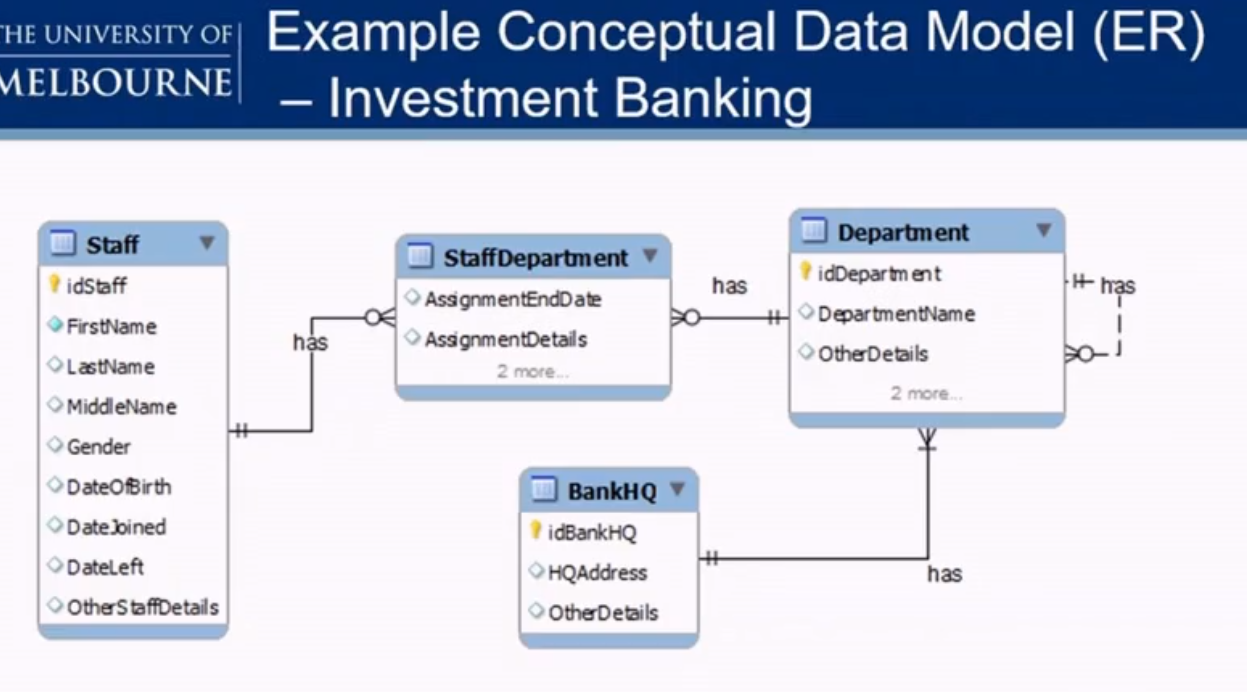 THE UNIVERSITY OF
MELBOURNE
Example Conceptual Data Model (ER)
– Investment Banking
Staff
idStaff
FirstName
LastName
MiddleName
Gender
DateOfBirth
DateJoined
DateLeft
OtherStaffDetails
has
StaffDepartment
AssignmentEndDate
AssignmentDetails
2 more...
has
Department
idDepartment
DepartmentName
OtherDetails
2 more...
has
BankHQ
idBankHQ
HQAddress
OtherDetails
has